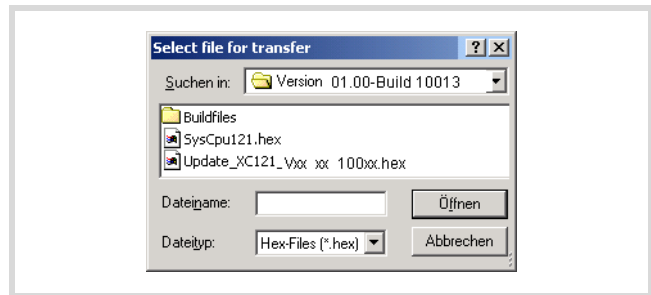 Select file for transfer
Suchen in: Version 01.00-Build 10013
Buildfiles
SysCpu121.hex
Update_XC121_Vxx xx 100xx.hex
Dateiname: Öffnen
Dateityp: Hex-Files (*.hex) Abbrechen